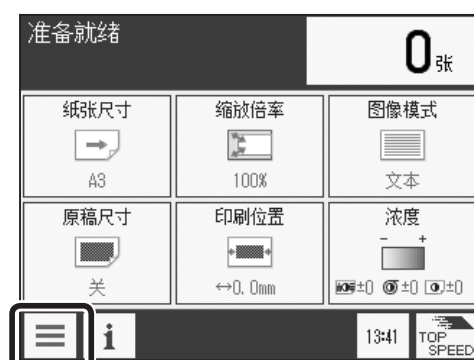 准备就绪
0张
纸张尺寸 缩放倍率 图像模式
A3 100% 文本
原稿尺寸 印刷位置 浓度
- +
关 ↔0.0mm ±0 ±0 ±0
i 13:41 TOP SPEED